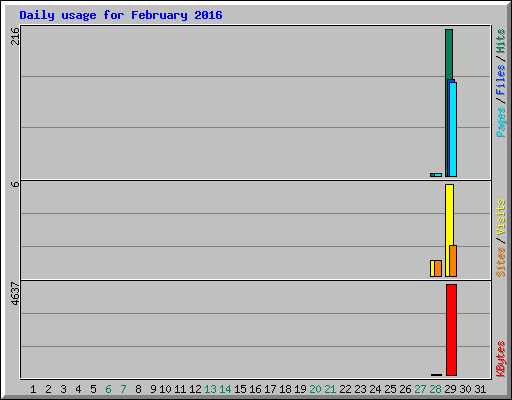 Daily usage for February 2016
216
Pages / Files / Hits
6
Sites / Visits
4637
KBytes
1 2 3 4 5 6 7 8 9 10 11 12 13 14 15 16 17 18 19 20 21 22 23 24 25 26 27 28 29 30 31